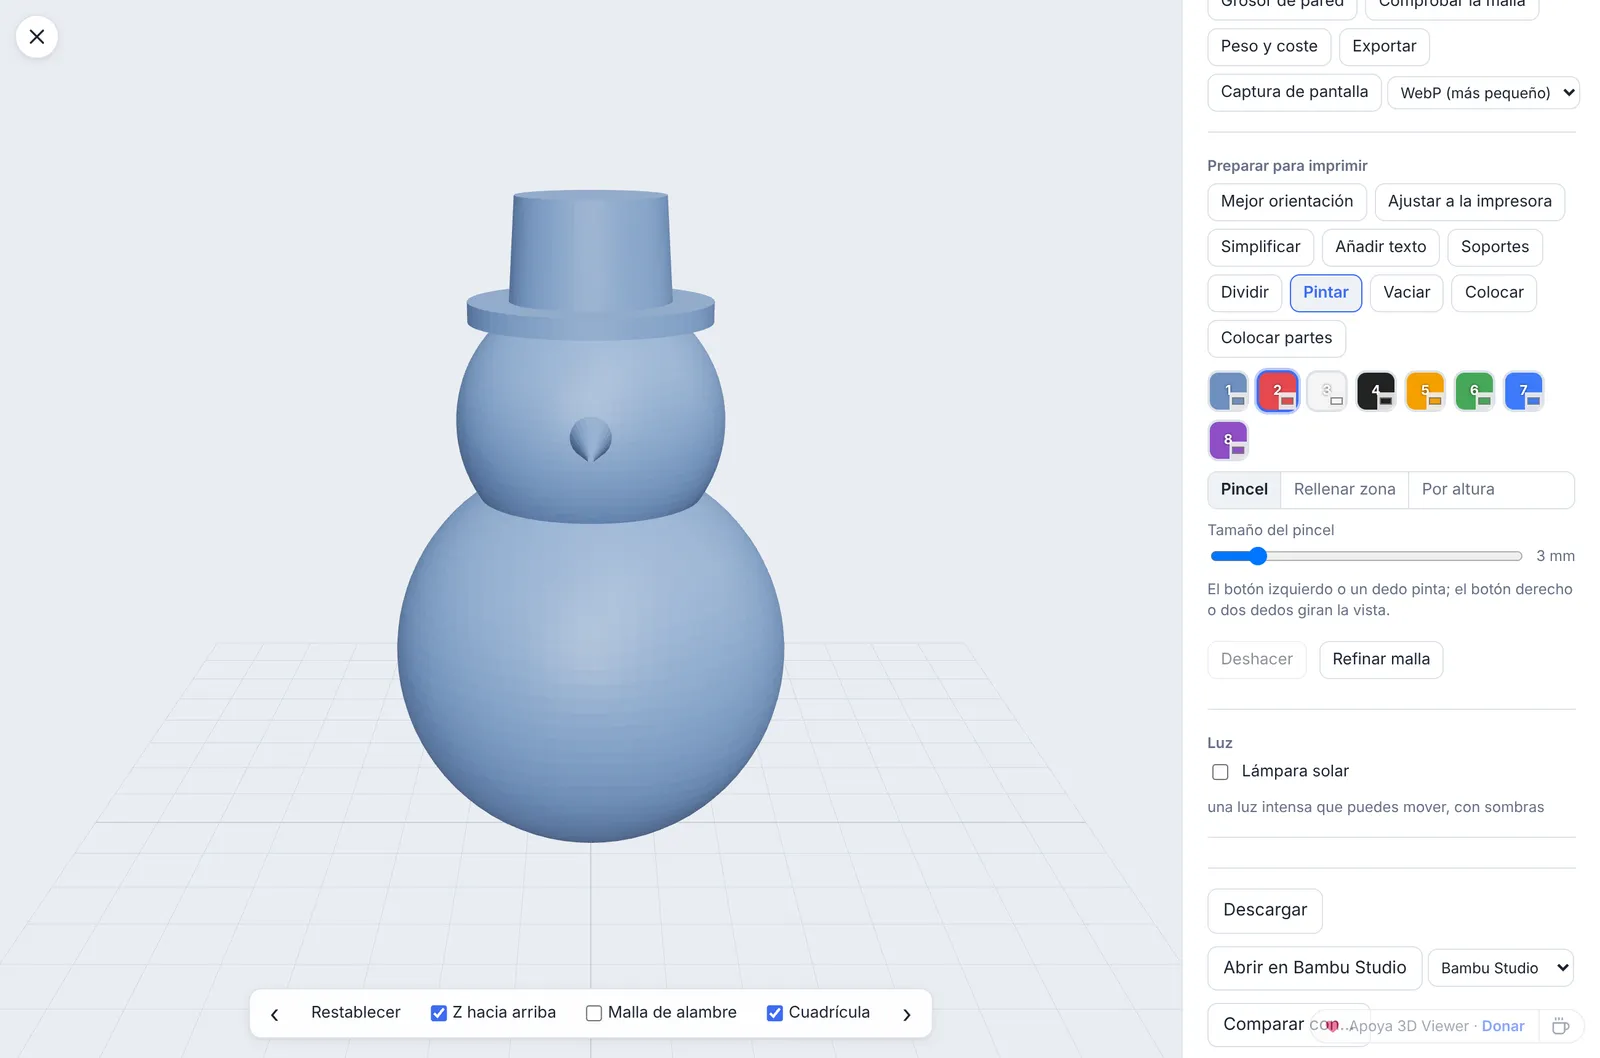 Grosor de pared
Comprobar la malla
Peso y coste
Exportar
Captura de pantalla
WebP (más pequeño)
Preparar para imprimir
Mejor orientación
Ajustar a la impresora
Simplificar
Añadir texto
Soportes
Dividir
Pintar
Vaciar
Colocar
Colocar partes
1
2
3
4
5
6
7
8
Pincel
Rellenar zona
Por altura
Tamaño del pincel
3 mm
El botón izquierdo o un dedo pinta; el botón derecho
o dos dedos giran la vista.
Deshacer
Refinar malla
Luz
Lámpara solar
una luz intensa que puedes mover, con sombras
Descargar
Abrir en Bambu Studio
Bambu Studio
Comparar con...
Apoya 3D Viewer · Donar
Restablecer
Z hacia arriba
Malla de alambre
Cuadrícula